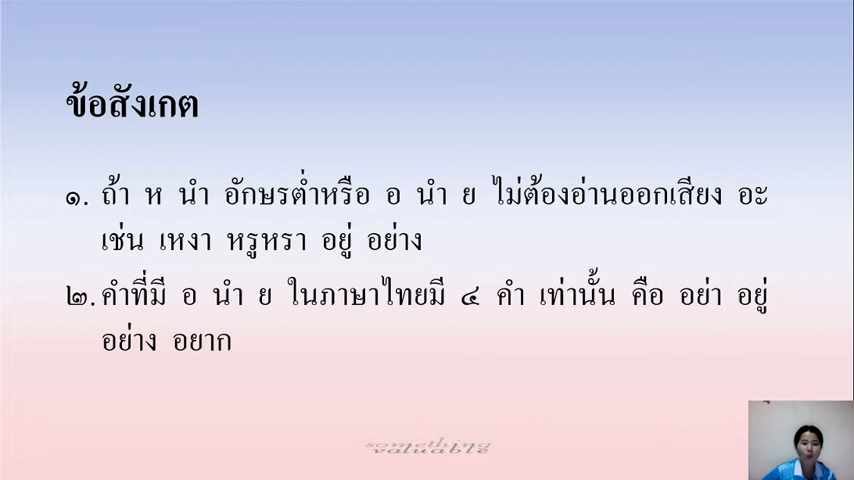 ข้อสังเกต
๑. ถ้า ห นำ อักษรต่ำหรือ อ นำ ย ไม่ต้องอ่านออกเสียง อะ
เช่น เหงา หรูหรา อยู่ อย่าง
๒. คำที่มี อ นำ ย ในภาษาไทยมี ๔ คำ เท่านั้น คือ อย่า อยู่
อย่าง อยาก
something
valuable